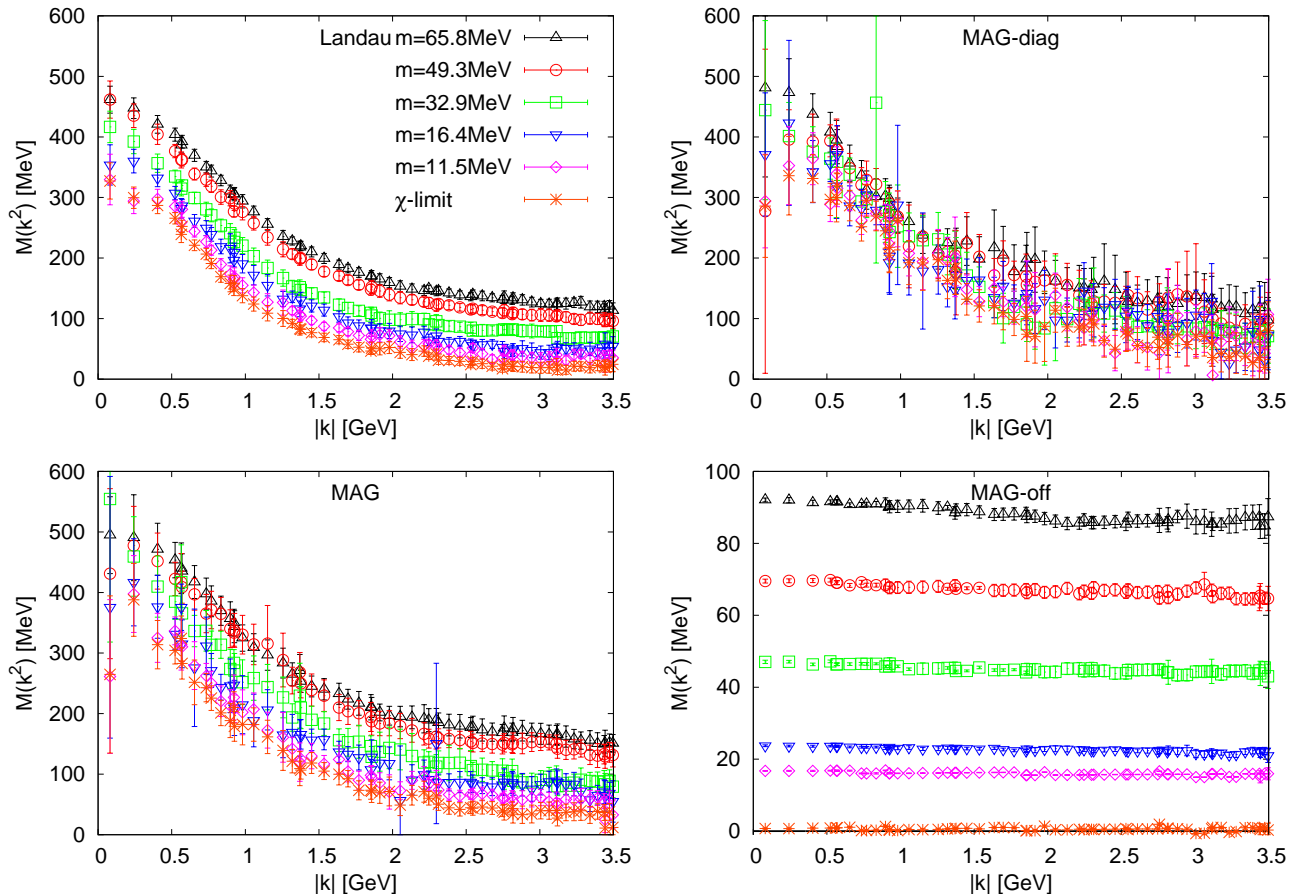 600
500
400
300
200
100
0
M(k²) [MeV]
Landau m=65.8MeV
m=49.3MeV
m=32.9MeV
m=16.4MeV
m=11.5MeV
χ-limit
0 0.5 1 1.5 2 2.5 3 3.5
|k| [GeV]
600
500
400
300
200
100
0
M(k²) [MeV]
MAG-diag
0 0.5 1 1.5 2 2.5 3 3.5
|k| [GeV]
600
500
400
300
200
100
0
M(k²) [MeV]
MAG
0 0.5 1 1.5 2 2.5 3 3.5
|k| [GeV]
100
80
60
40
20
0
M(k²) [MeV]
MAG-off
0 0.5 1 1.5 2 2.5 3 3.5
|k| [GeV]